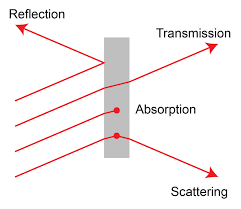 Reflection
Transmission
Absorption
Scattering